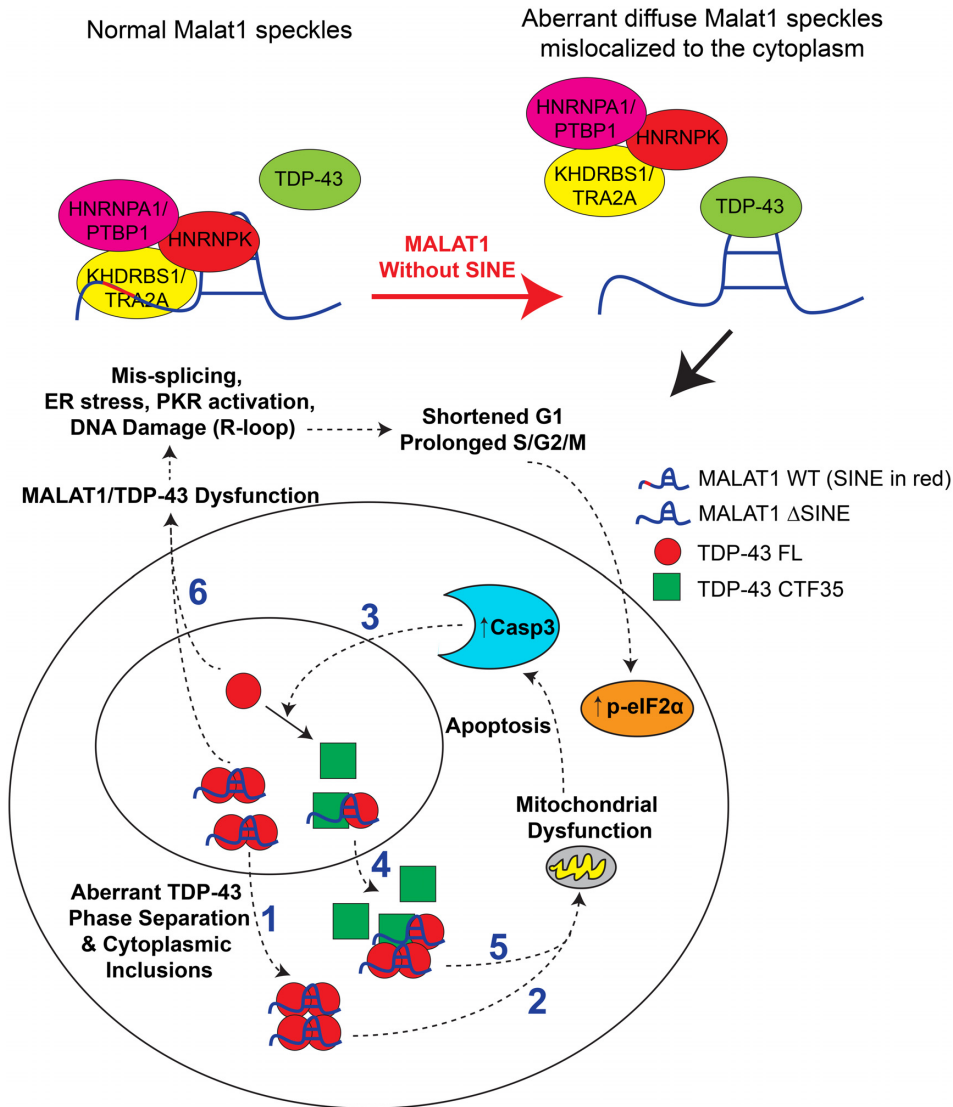 Normal Malat1 speckles
Aberrant diffuse Malat1 speckles
mislocalized to the cytoplasm
HNRNPA1/
PTBP1
HNRNPK
KHDRBS1/
TRA2A
TDP-43
MALAT1
Without SINE
HNRNPA1/
PTBP1
HNRNPK
KHDRBS1/
TRA2A
TDP-43
Mis-splicing,
ER stress, PKR activation,
DNA Damage (R-loop)
Shortened G1
Prolonged S/G2/M
MALAT1/TDP-43 Dysfunction
MALAT1 WT (SINE in red)
MALAT1 ΔSINE
TDP-43 FL
TDP-43 CTF35
6
3
↑Casp3
↑p-eIF2α
Apoptosis
Mitochondrial
Dysfunction
4
Aberrant TDP-43
Phase Separation
& Cytoplasmic
Inclusions
1
5
2